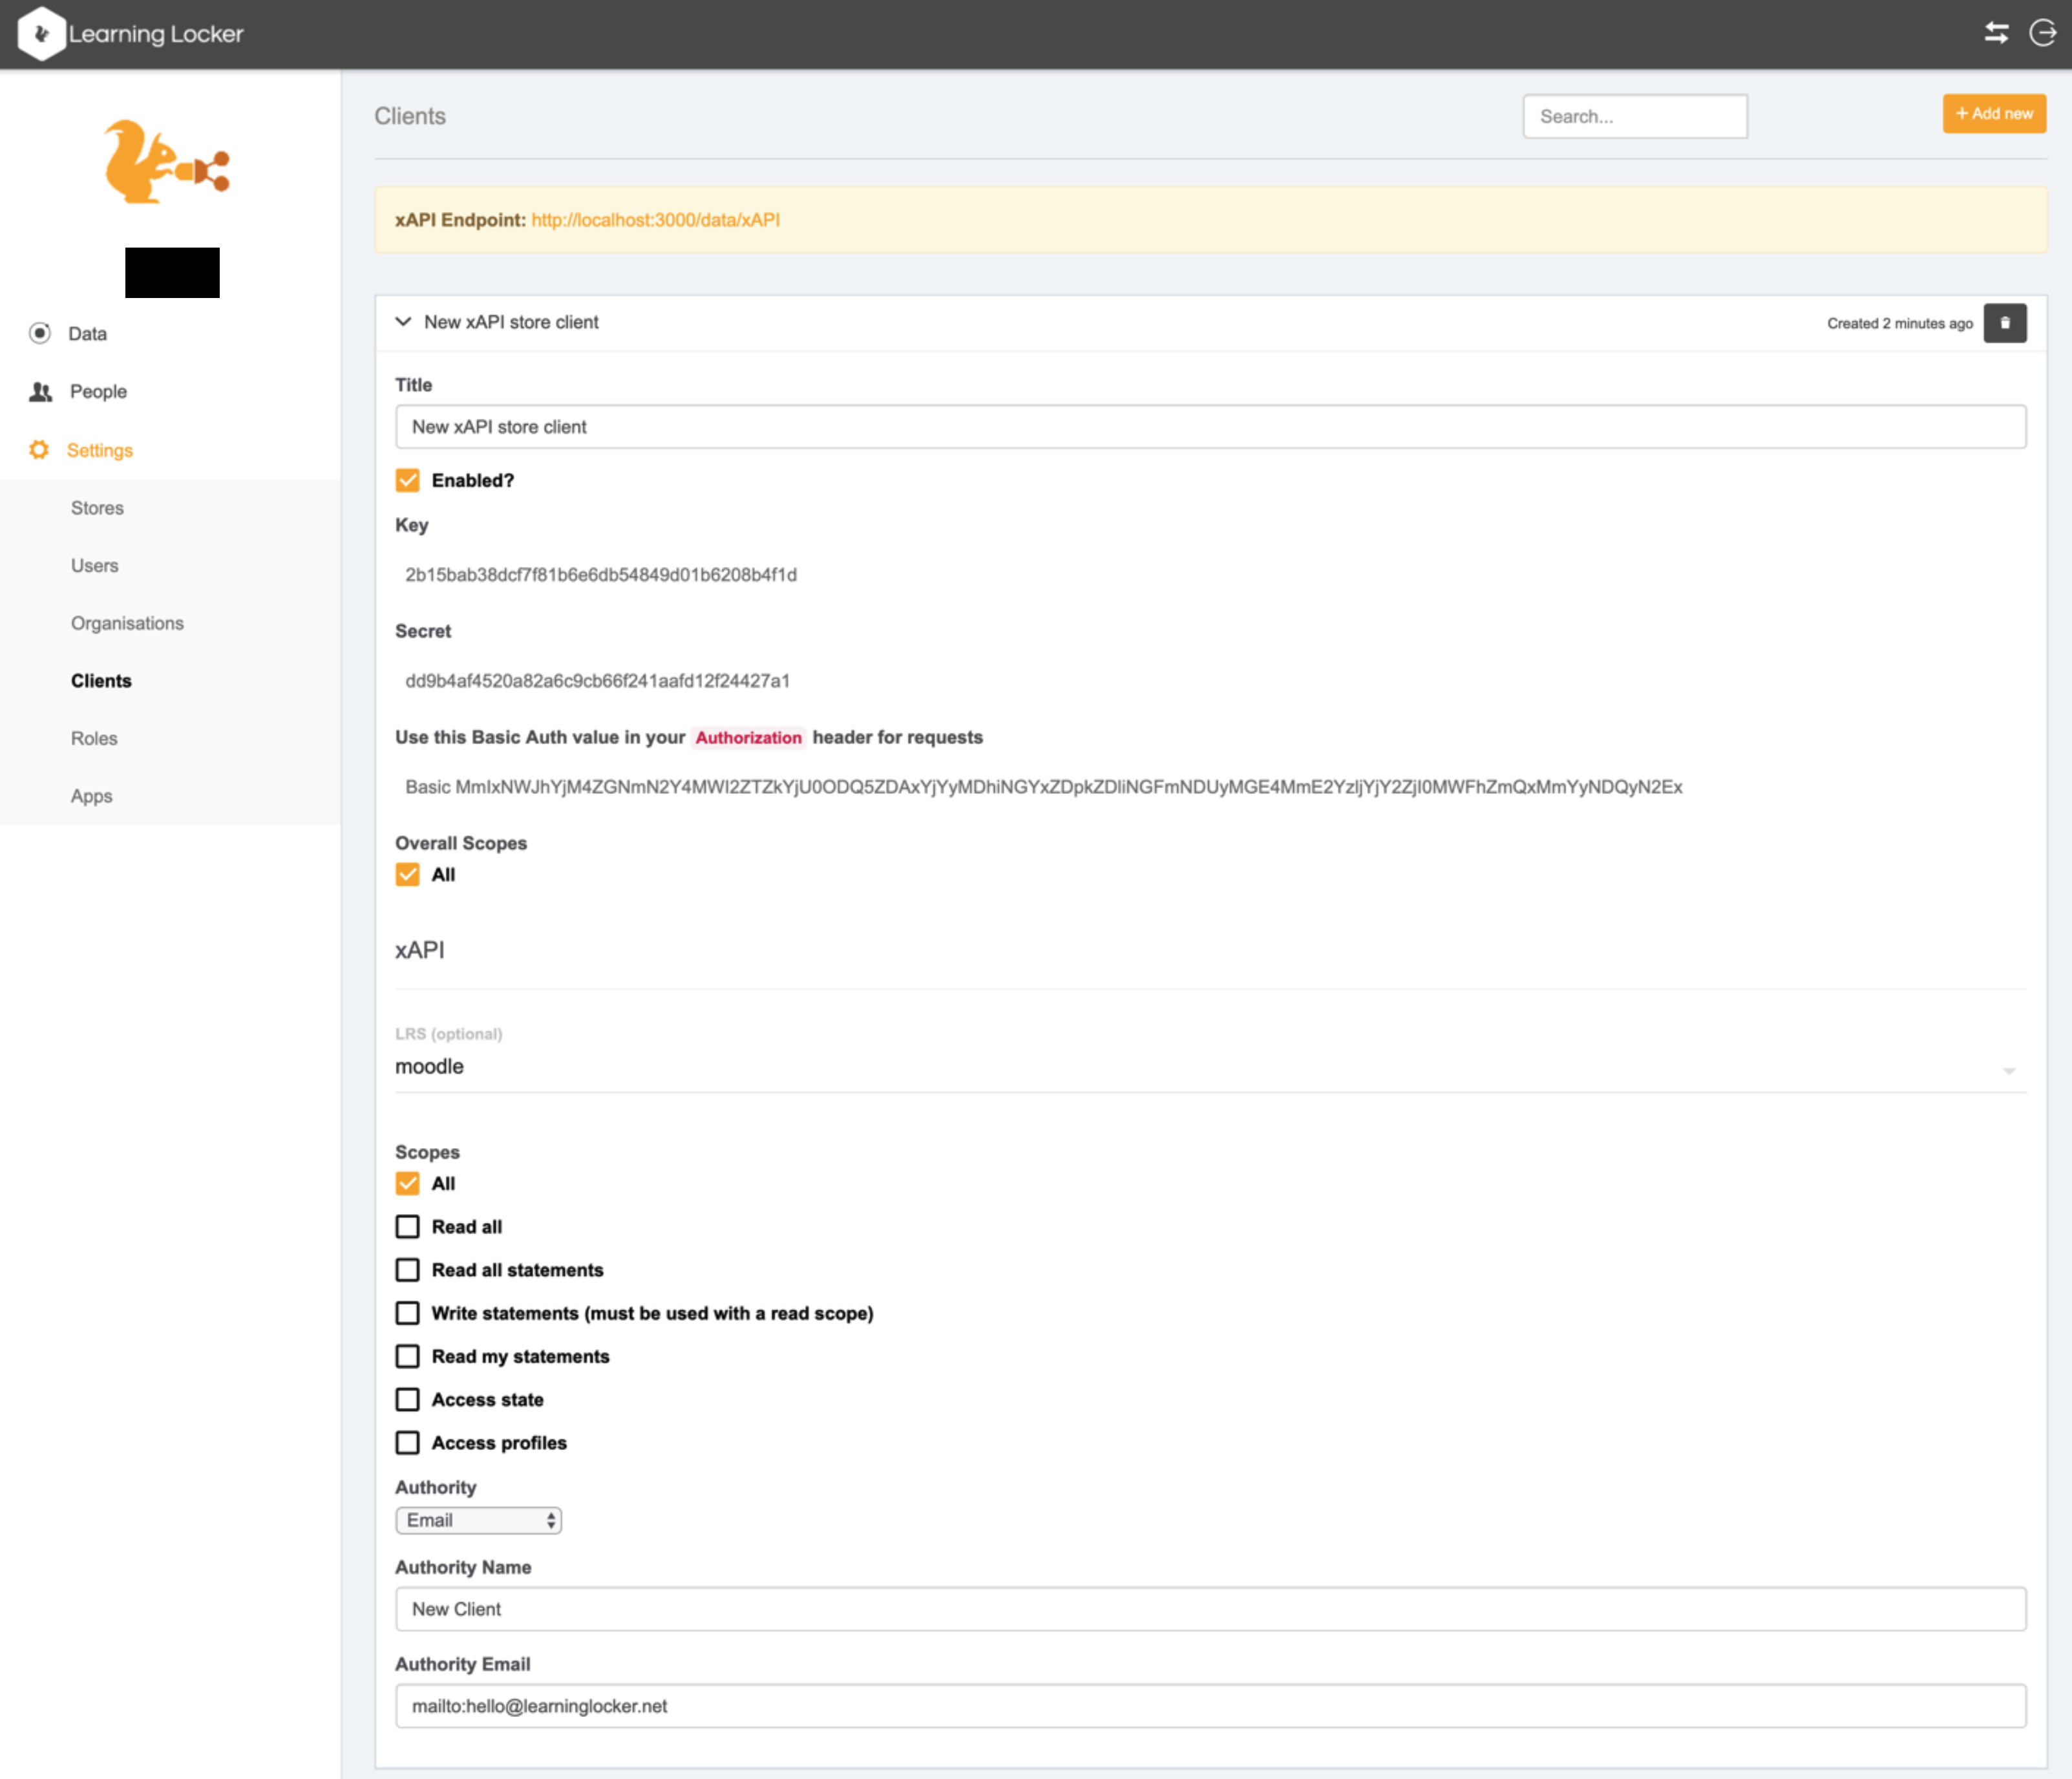 Learning Locker
Clients
Search...
+ Add new
xAPI Endpoint: http://localhost:3000/data/xAPI
Data
People
Settings
Stores
Users
Organisations
Clients
Roles
Apps
New xAPI store client
Created 2 minutes ago
Title
New xAPI store client
Enabled?
Key
2b15bab38dcf7f81b6e6db54849d01b6208b4f1d
Secret
dd9b4af4520a82a6c9cb66f241aafd12f24427a1
Use this Basic Auth value in your Authorization header for requests
Basic MmIxNWJhYjM4ZGNmN2Y4MWI2ZTZkYjU0ODQ5ZDAxYjYyMDhiNGYxZDpkZDliNGFmNDUyMGE4MmE2YzljYjY2ZjI0MWFhZmQxMmYyNDQyN2Ex
Overall Scopes
All
xAPI
LRS (optional)
moodle
Scopes
All
Read all
Read all statements
Write statements (must be used with a read scope)
Read my statements
Access state
Access profiles
Authority
Email
Authority Name
New Client
Authority Email
mailto:hello@learninglocker.net